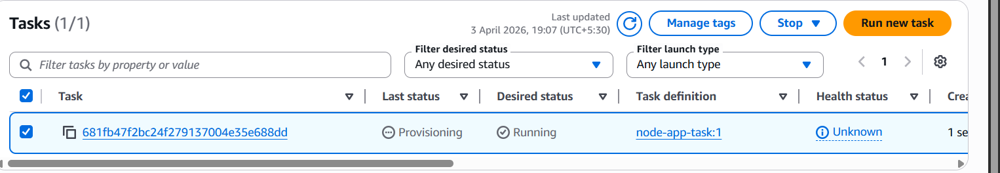 Tasks (1/1)
Last updated
3 April 2026, 19:07 (UTC+5:30)
Manage tags
Stop
Run new task
Filter tasks by property or value
Filter desired status
Any desired status
Filter launch type
Any launch type
1
Task
Last status
Desired status
Task definition
Health status
Crea
681fb47f2bc24f279137004e35e688dd
Provisioning
Running
node-app-task:1
Unknown
1 se